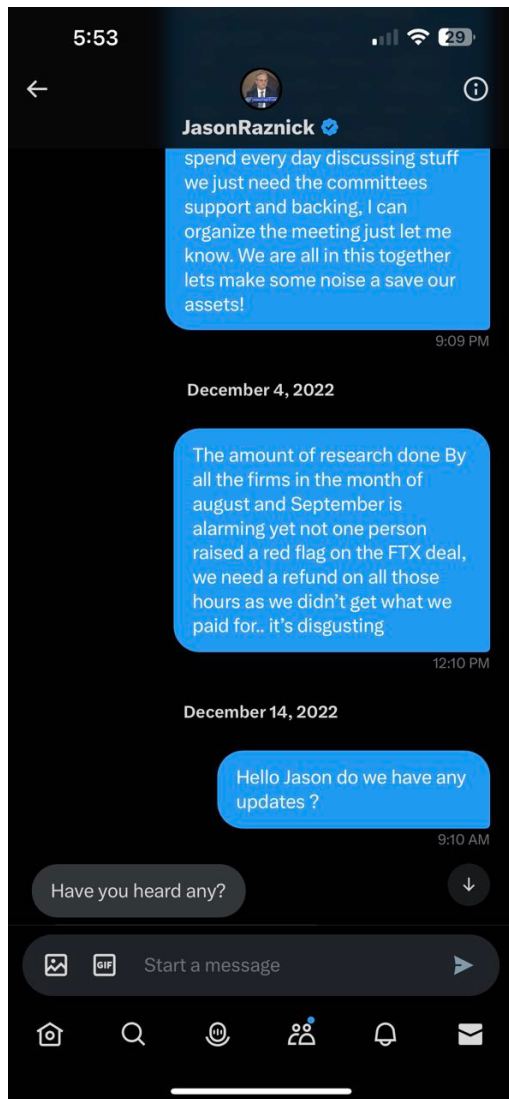 5:53
29
JasonRaznick
spend every day discussing stuff
we just need the committees
support and backing, I can
organize the meeting just let me
know. We are all in this together
lets make some noise a save our
assets!
9:09 PM
December 4, 2022
The amount of research done By
all the firms in the month of
august and September is
alarming yet not one person
raised a red flag on the FTX deal,
we need a refund on all those
hours as we didn’t get what we
paid for.. it’s disgusting
12:10 PM
December 14, 2022
Hello Jason do we have any
updates ?
9:10 AM
Have you heard any?
GIF
Start a message